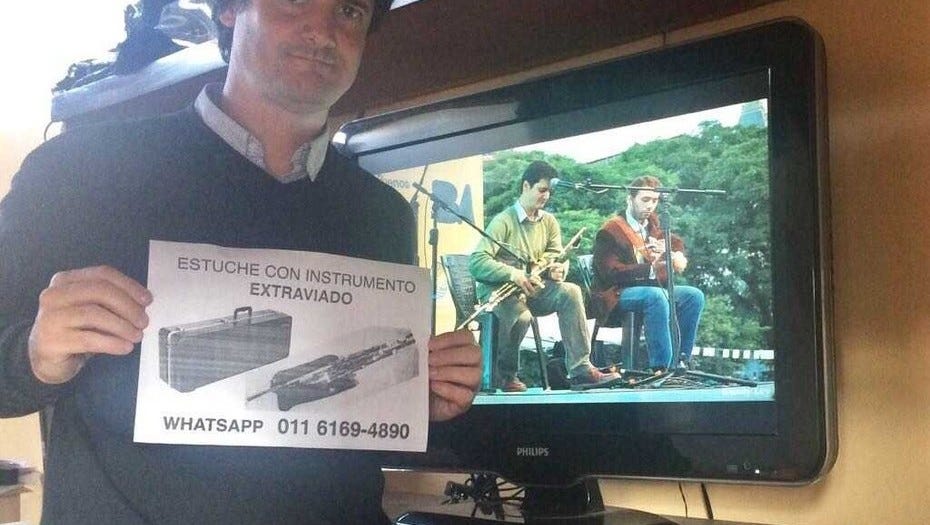 ESTUCHE CON INSTRUMENTO
EXTRAVIADO
WHATSAPP 011 6169-4890
PHILIPS